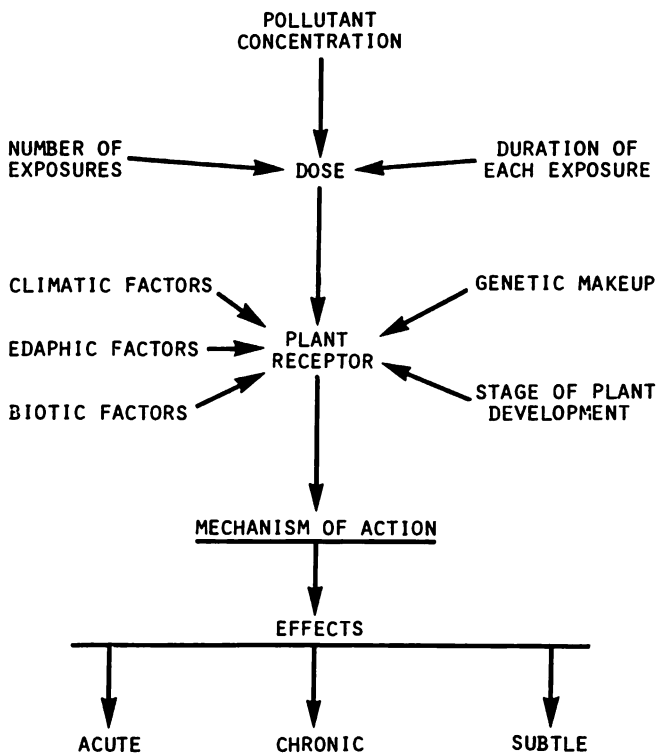 POLLUTANT
CONCENTRATION
NUMBER OF
EXPOSURES
DOSE
DURATION OF
EACH EXPOSURE
CLIMATIC FACTORS
GENETIC MAKEUP
EDAPHIC FACTORS
PLANT
RECEPTOR
BIOTIC FACTORS
STAGE OF PLANT
DEVELOPMENT
MECHANISM OF ACTION
EFFECTS
ACUTE
CHRONIC
SUBTLE